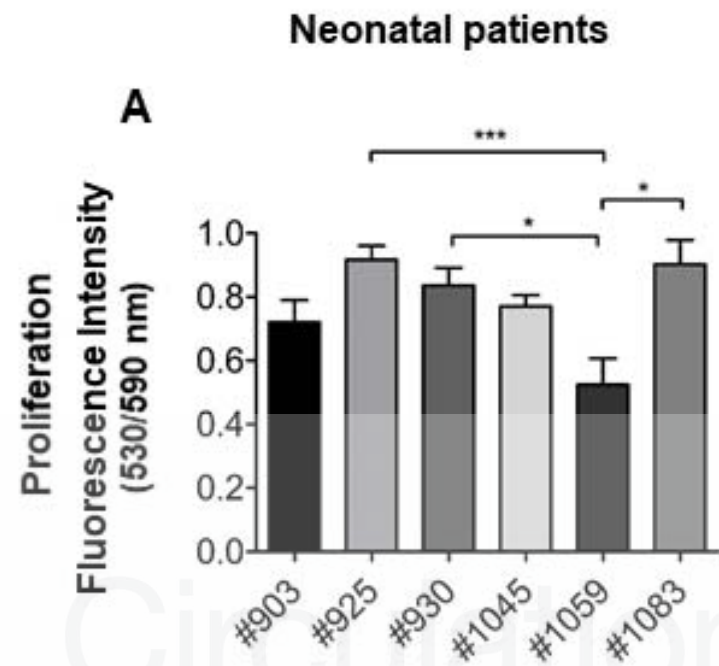 Neonatal patients
A
***
*
*
Proliferation
Fluorescence Intensity
(530/590 nm)
1.0
0.8
0.6
0.4
0.2
0.0
#903
#925
#930
#1045
#1059
#1083
Circulation